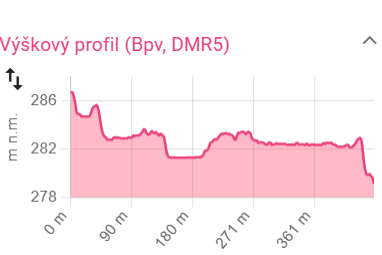 Výškový profil (Bpv, DMR5)
m n.m.
286
282
278
0 m
90 m
180 m
271 m
361 m